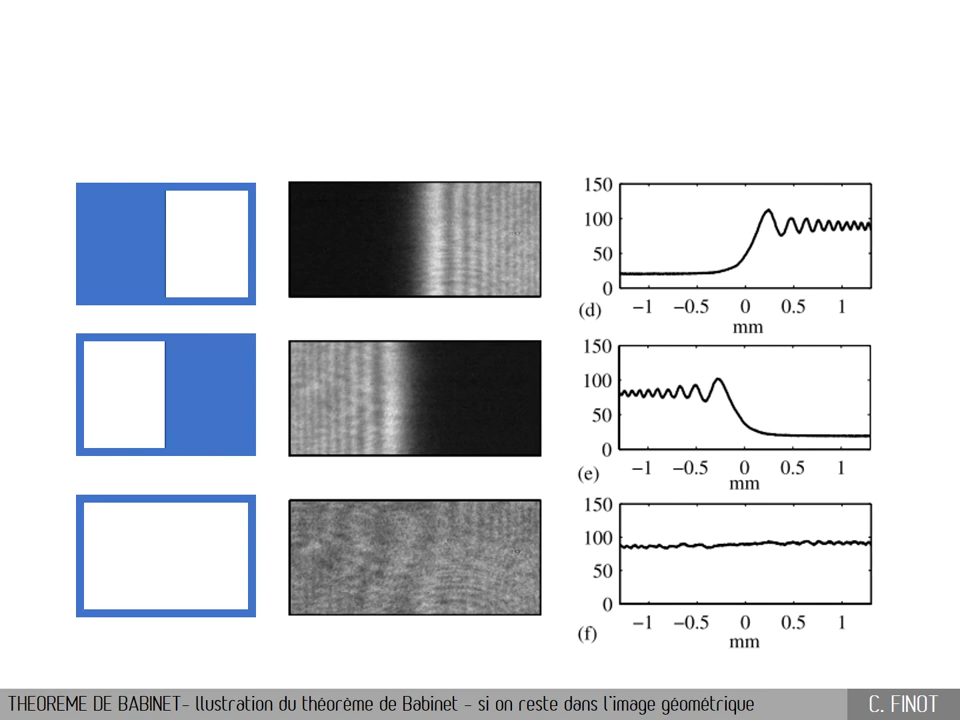 150
100
50
0
(d) −1 −0.5 0 0.5 1
mm
150
100
50
0
(e) −1 −0.5 0 0.5 1
mm
150
100
50
0
(f) −1 −0.5 0 0.5 1
mm
THEOREME DE BABINET- llustration du théorème de Babinet - si on reste dans l'image géométrique C. FINOT